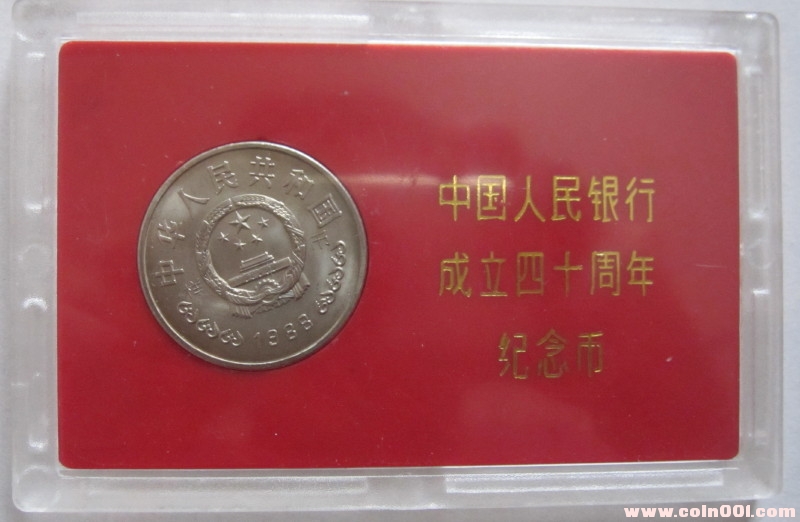 中华人民共和国
1988
中国人民银行
成立四十周年
纪念币
www.coin001.com